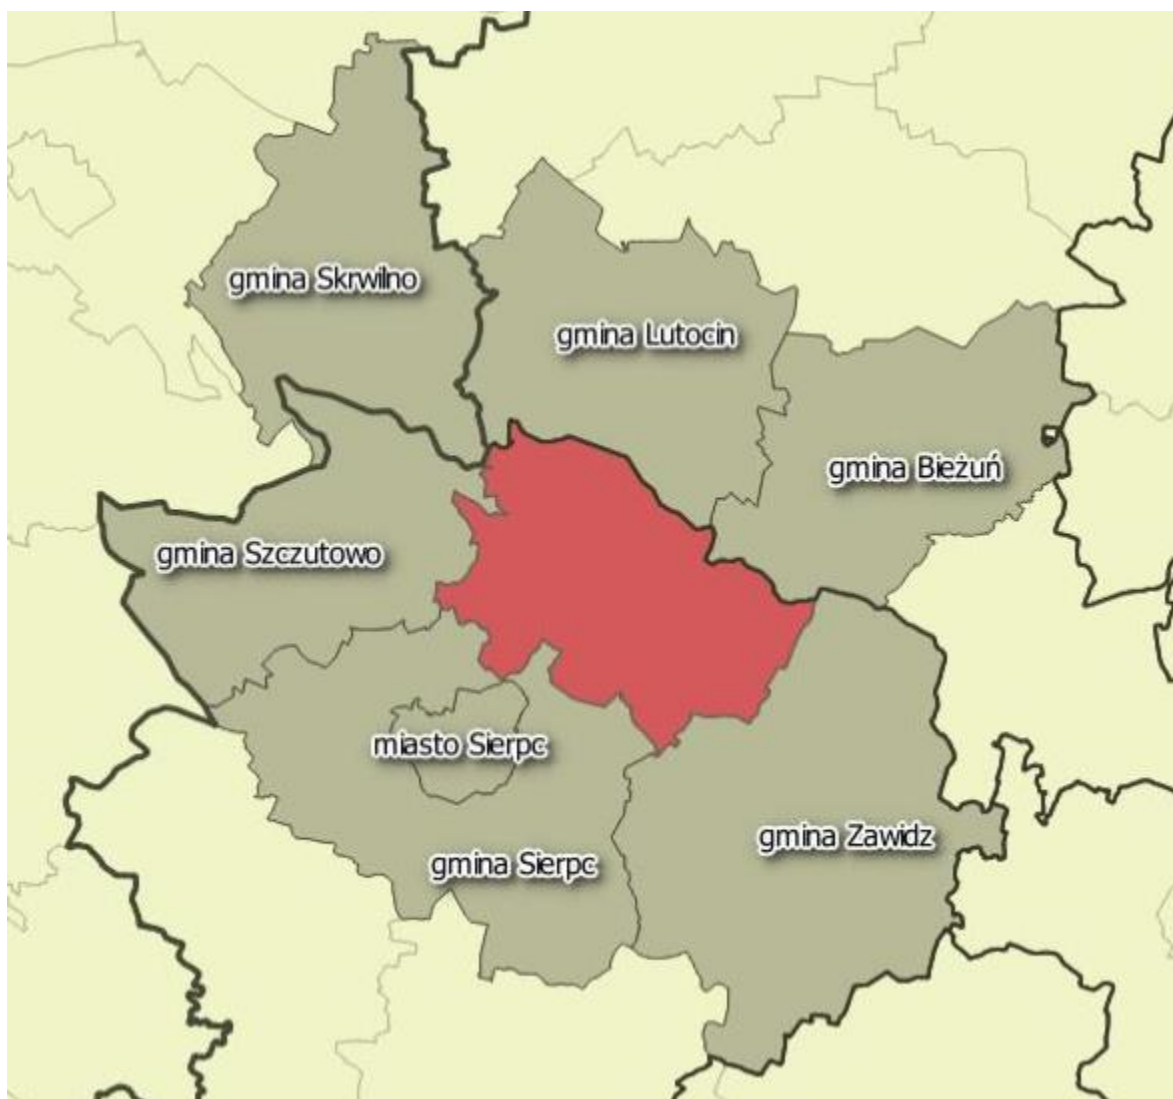 gmina Skrwilno
gmina Lutocin
gmina Bieżuń
gmina Szczutowo
miasto Sierpc
gmina Zawidz
gmina Sierpc